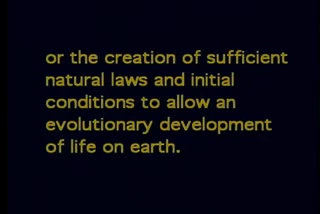 or the creation of sufficient
natural laws and initial
conditions to allow an
evolutionary development
of life on earth.